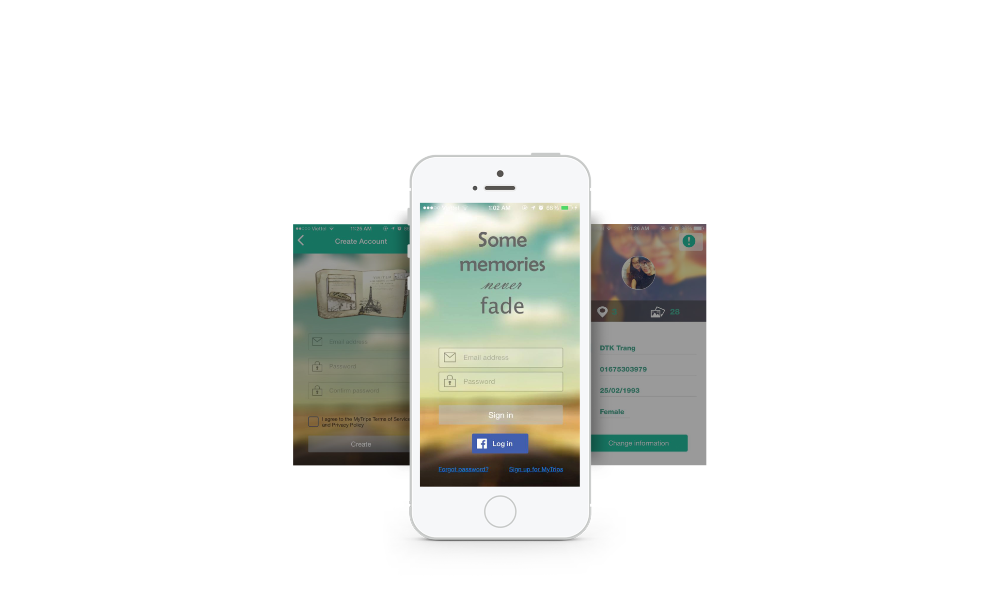 ●●○○○ Viettel 11:25 AM 86
Create Account
VISITER
Email address
Password
Confirm password
I agree to the MyTrips Terms of Service
and Privacy Policy
Create
●●●○○ Viettel 1:02 AM 66%
Some
memories
never
fade
Email address
Password
Sign in
Log in
Forgot password? Sign up for MyTrips
11:26 AM 86%
3 28
DTK Trang
01675303979
25/02/1993
Female
Change information